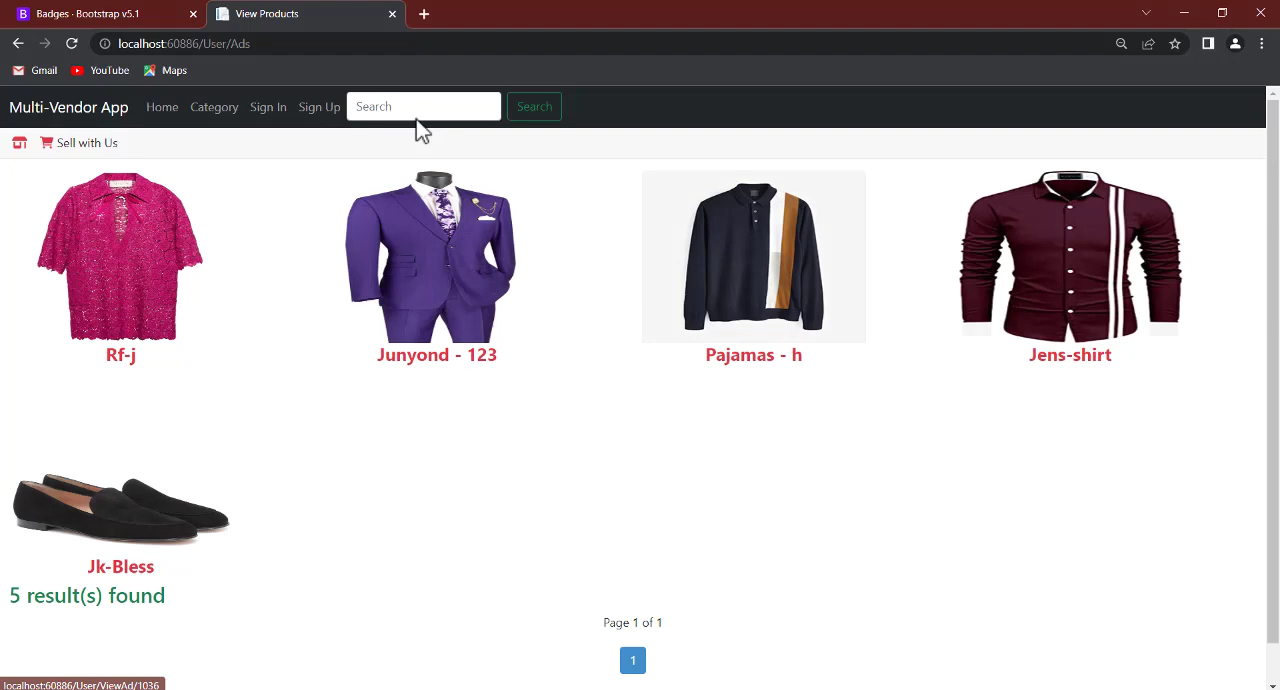 Badges · Bootstrap v5.1
View Products
localhost:60886/User/Ads
Gmail YouTube Maps
Multi-Vendor App Home Category Sign In Sign Up Search Search
Sell with Us
Rf-j Junyond - 123 Pajamas - h Jens-shirt
Jk-Bless
5 result(s) found
Page 1 of 1
1
localhost:60886/User/ViewAd/1036